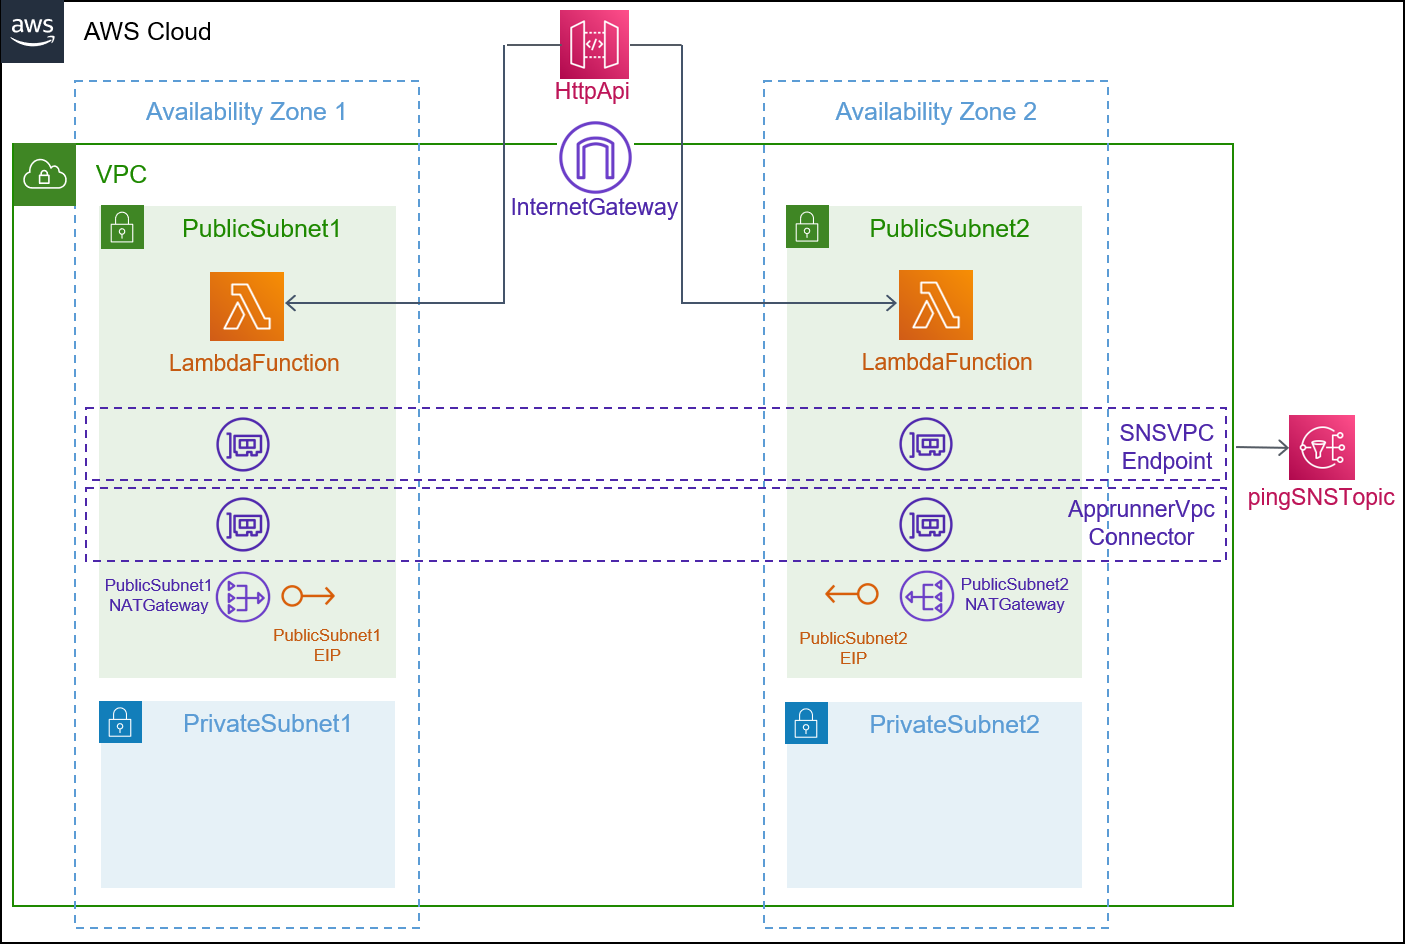 aws
AWS Cloud
HttpApi
Availability Zone 1
Availability Zone 2
VPC
InternetGateway
PublicSubnet1
PublicSubnet2
LambdaFunction
LambdaFunction
SNSVPC
Endpoint
pingSNSTopic
ApprunnerVpc
Connector
PublicSubnet1
NATGateway
PublicSubnet1
EIP
PublicSubnet2
NATGateway
PublicSubnet2
EIP
PrivateSubnet1
PrivateSubnet2